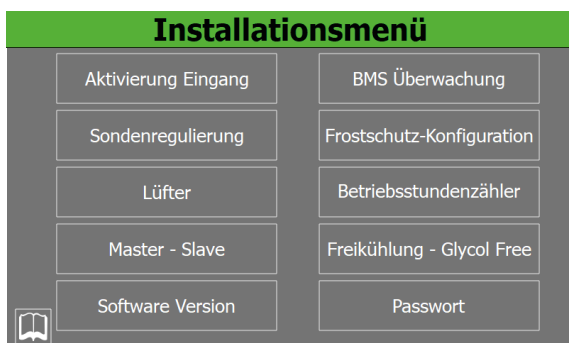 Installationsmenü
Aktivierung Eingang
BMS Überwachung
Sondenregulierung
Frostschutz-Konfiguration
Lüfter
Betriebsstundenzähler
Master - Slave
Freikühlung - Glycol Free
Software Version
Passwort